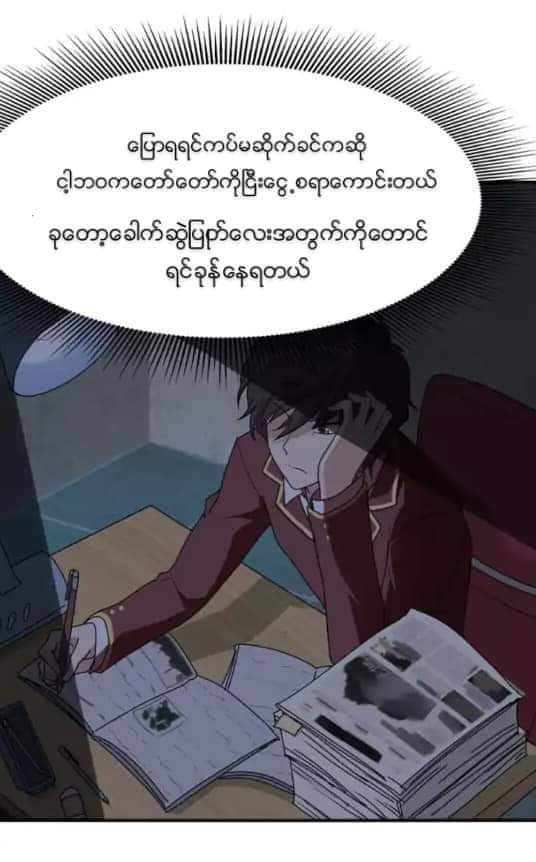 ပြောရရင်ကပ်မဆိုက်ခင်ကဆို
ငါ့ဘဝကတော်တော်ကိုငြီးငွေ့စရာကောင်းတယ်
ခုတော့ခေါက်ဆွဲပြုတ်လေးအတွက်ကိုတောင်
ရင်ခုန်နေရတယ်